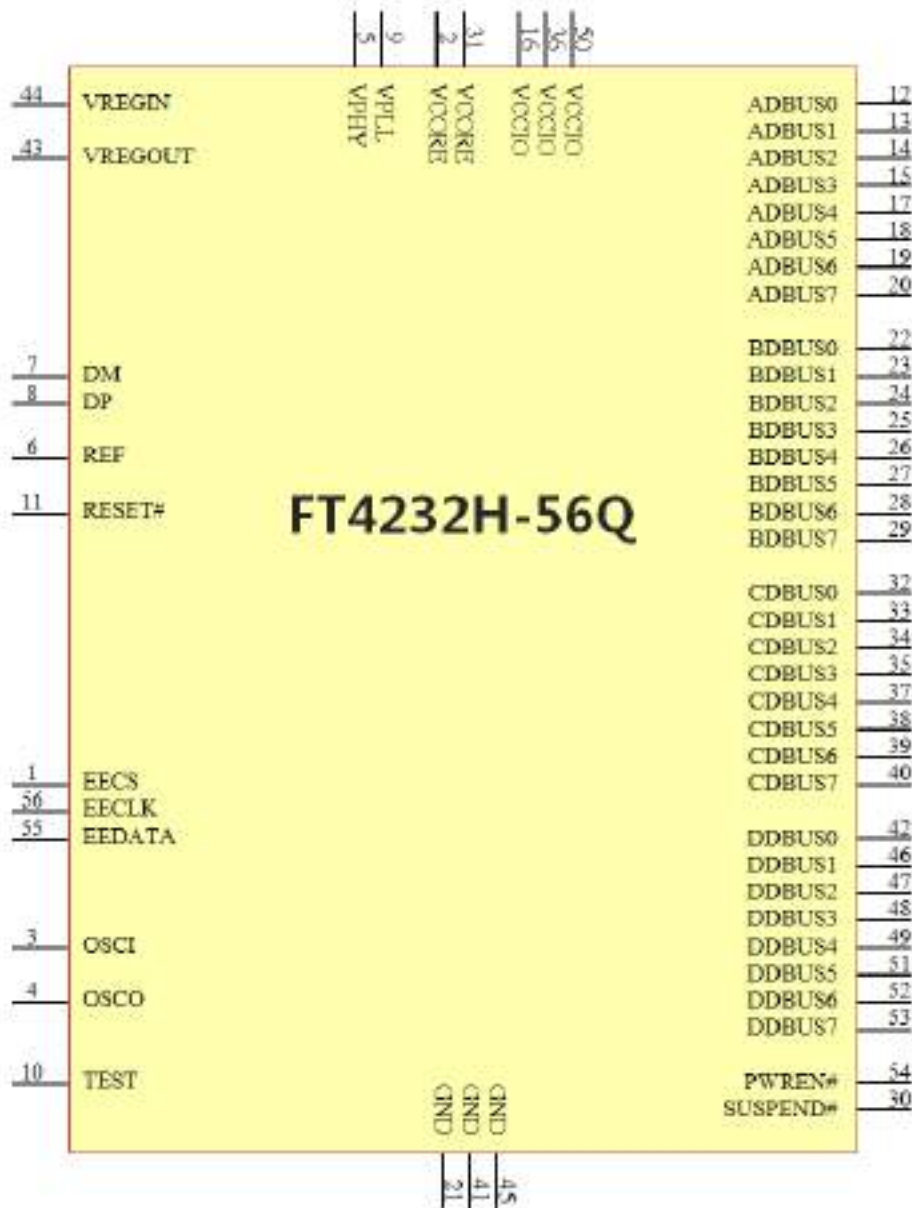 5 9 2 31 16 36 50
VPHY VPLL VCORE VCORE VCCIO VCCIO VCCIO
44 VREGIN
43 VREGOUT
7 DM
8 DP
6 REF
11 RESET#
1 EECS
56 EECLK
55 EEDATA
3 OSCI
4 OSCO
10 TEST
FT4232H-56Q
ADBUS0 12
ADBUS1 13
ADBUS2 14
ADBUS3 15
ADBUS4 17
ADBUS5 18
ADBUS6 19
ADBUS7 20
BDBUS0 22
BDBUS1 23
BDBUS2 24
BDBUS3 25
BDBUS4 26
BDBUS5 27
BDBUS6 28
BDBUS7 29
CDBUS0 32
CDBUS1 33
CDBUS2 34
CDBUS3 35
CDBUS4 37
CDBUS5 38
CDBUS6 39
CDBUS7 40
DDBUS0 42
DDBUS1 46
DDBUS2 47
DDBUS3 48
DDBUS4 49
DDBUS5 51
DDBUS6 52
DDBUS7 53
PWREN# 54
SUSPEND# 30
GND GND GND
21 41 45